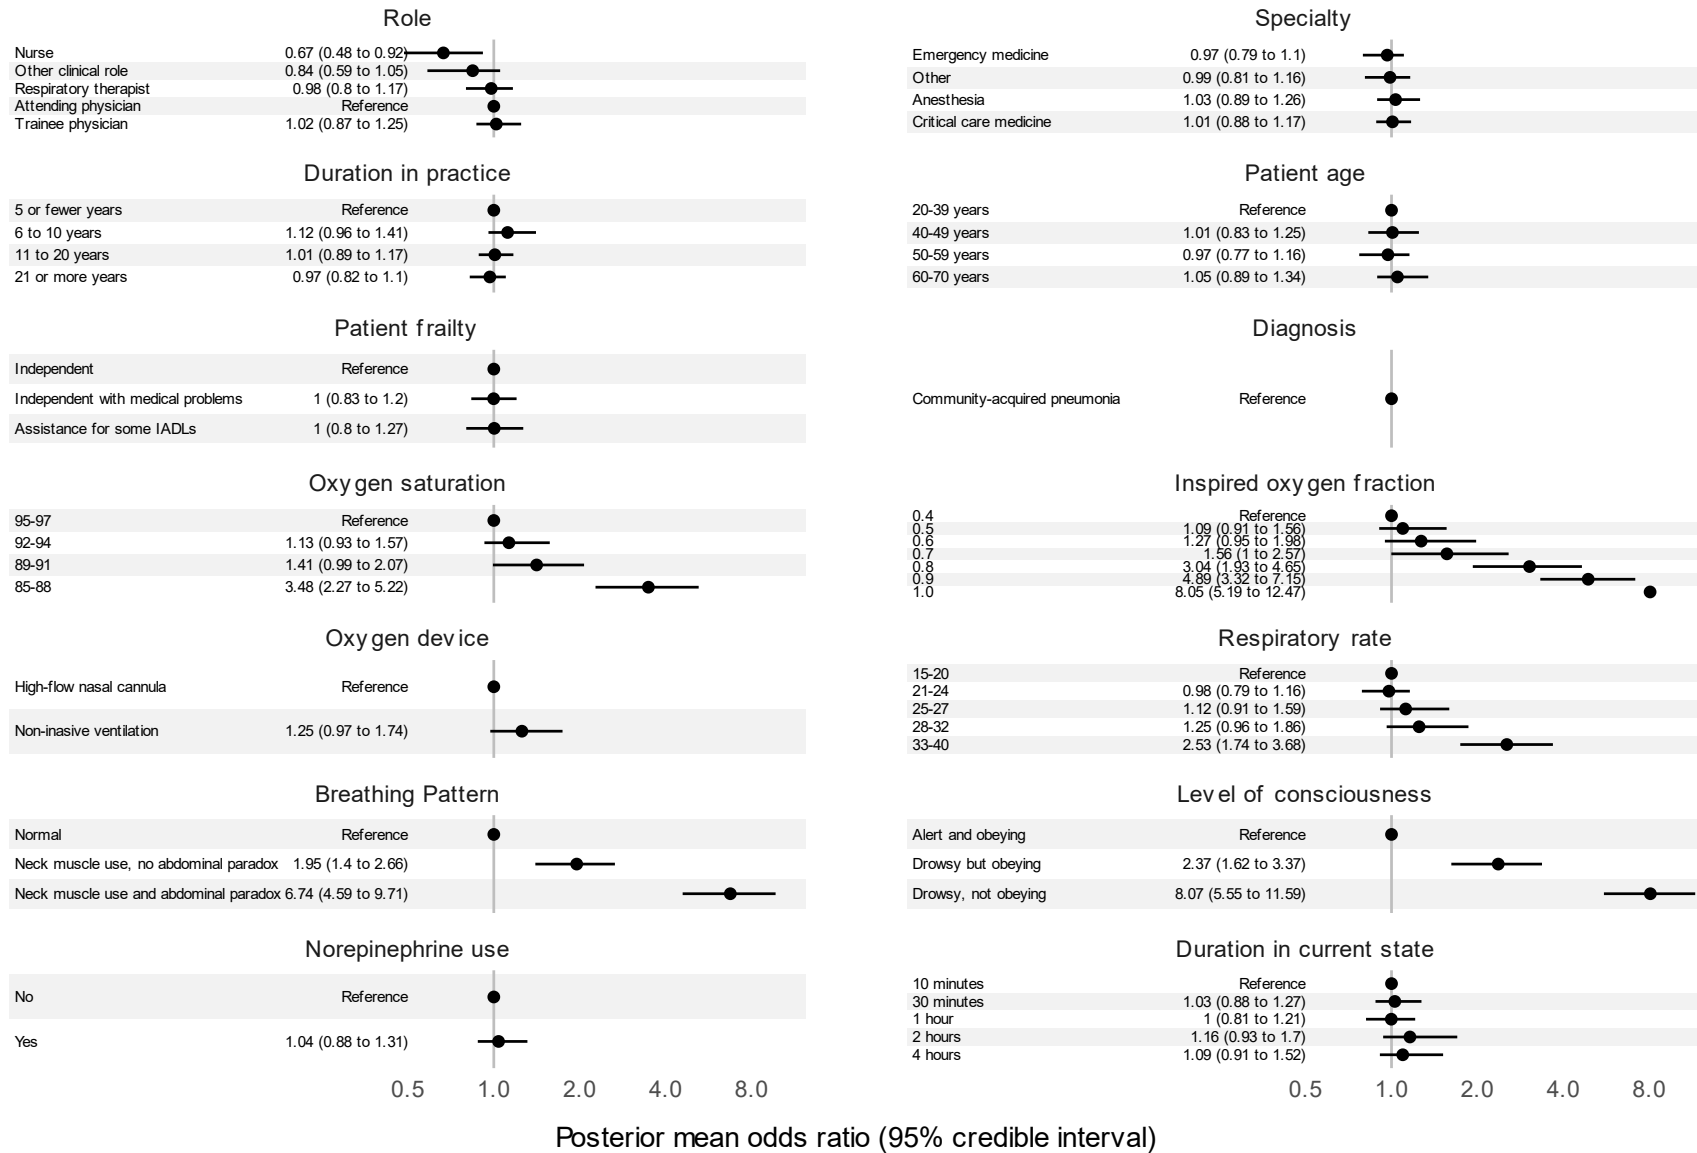 Role
Nurse 0.67 (0.48 to 0.92)
Other clinical role 0.84 (0.59 to 1.05)
Respiratory therapist 0.98 (0.8 to 1.17)
Attending physician Reference
Trainee physician 1.02 (0.87 to 1.25)
Specialty
Emergency medicine 0.97 (0.79 to 1.1)
Other 0.99 (0.81 to 1.16)
Anesthesia 1.03 (0.89 to 1.26)
Critical care medicine 1.01 (0.88 to 1.17)
Duration in practice
5 or fewer years Reference
6 to 10 years 1.12 (0.96 to 1.41)
11 to 20 years 1.01 (0.89 to 1.17)
21 or more years 0.97 (0.82 to 1.1)
Patient age
20-39 years Reference
40-49 years 1.01 (0.83 to 1.25)
50-59 years 0.97 (0.77 to 1.16)
60-70 years 1.05 (0.89 to 1.34)
Patient frailty
Independent Reference
Independent with medical problems 1 (0.83 to 1.2)
Assistance for some IADLs 1 (0.8 to 1.27)
Diagnosis
Community-acquired pneumonia Reference
Oxygen saturation
95-97 Reference
92-94 1.13 (0.93 to 1.57)
89-91 1.41 (0.99 to 2.07)
85-88 3.48 (2.27 to 5.22)
Inspired oxygen fraction
0.4 Reference
0.5 1.09 (0.91 to 1.56)
0.6 1.27 (0.95 to 1.98)
0.7 1.56 (1 to 2.57)
0.8 3.04 (1.93 to 4.65)
0.9 4.89 (3.32 to 7.15)
1.0 8.05 (5.19 to 12.47)
Oxygen device
High-flow nasal cannula Reference
Non-inasive ventilation 1.25 (0.97 to 1.74)
Respiratory rate
15-20 Reference
21-24 0.98 (0.79 to 1.16)
25-27 1.12 (0.91 to 1.59)
28-32 1.25 (0.96 to 1.86)
33-40 2.53 (1.74 to 3.68)
Breathing Pattern
Normal Reference
Neck muscle use, no abdominal paradox 1.95 (1.4 to 2.66)
Neck muscle use and abdominal paradox 6.74 (4.59 to 9.71)
Level of consciousness
Alert and obeying Reference
Drowsy but obeying 2.37 (1.62 to 3.37)
Drowsy, not obeying 8.07 (5.55 to 11.59)
Norepinephrine use
No Reference
Yes 1.04 (0.88 to 1.31)
Duration in current state
10 minutes Reference
30 minutes 1.03 (0.88 to 1.27)
1 hour 1 (0.81 to 1.21)
2 hours 1.16 (0.93 to 1.7)
4 hours 1.09 (0.91 to 1.52)
0.5 1.0 2.0 4.0 8.0
0.5 1.0 2.0 4.0 8.0
Posterior mean odds ratio (95% credible interval)